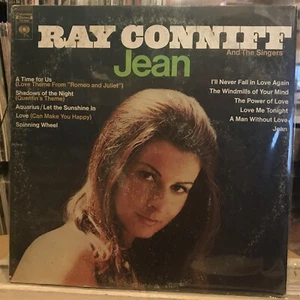 RAY CONNIFF
And The Singers
Jean
A Time for Us
(Love Theme From "Romeo and Juliet")
Shadows of the Night
(Quentin's Theme)
Aquarius/Let the Sunshine In
Love (Can Make You Happy)
Spinning Wheel
I'll Never Fall in Love Again
The Windmills of Your Mind
The Power of Love
Love Me Tonight
A Man Without Love
Jean